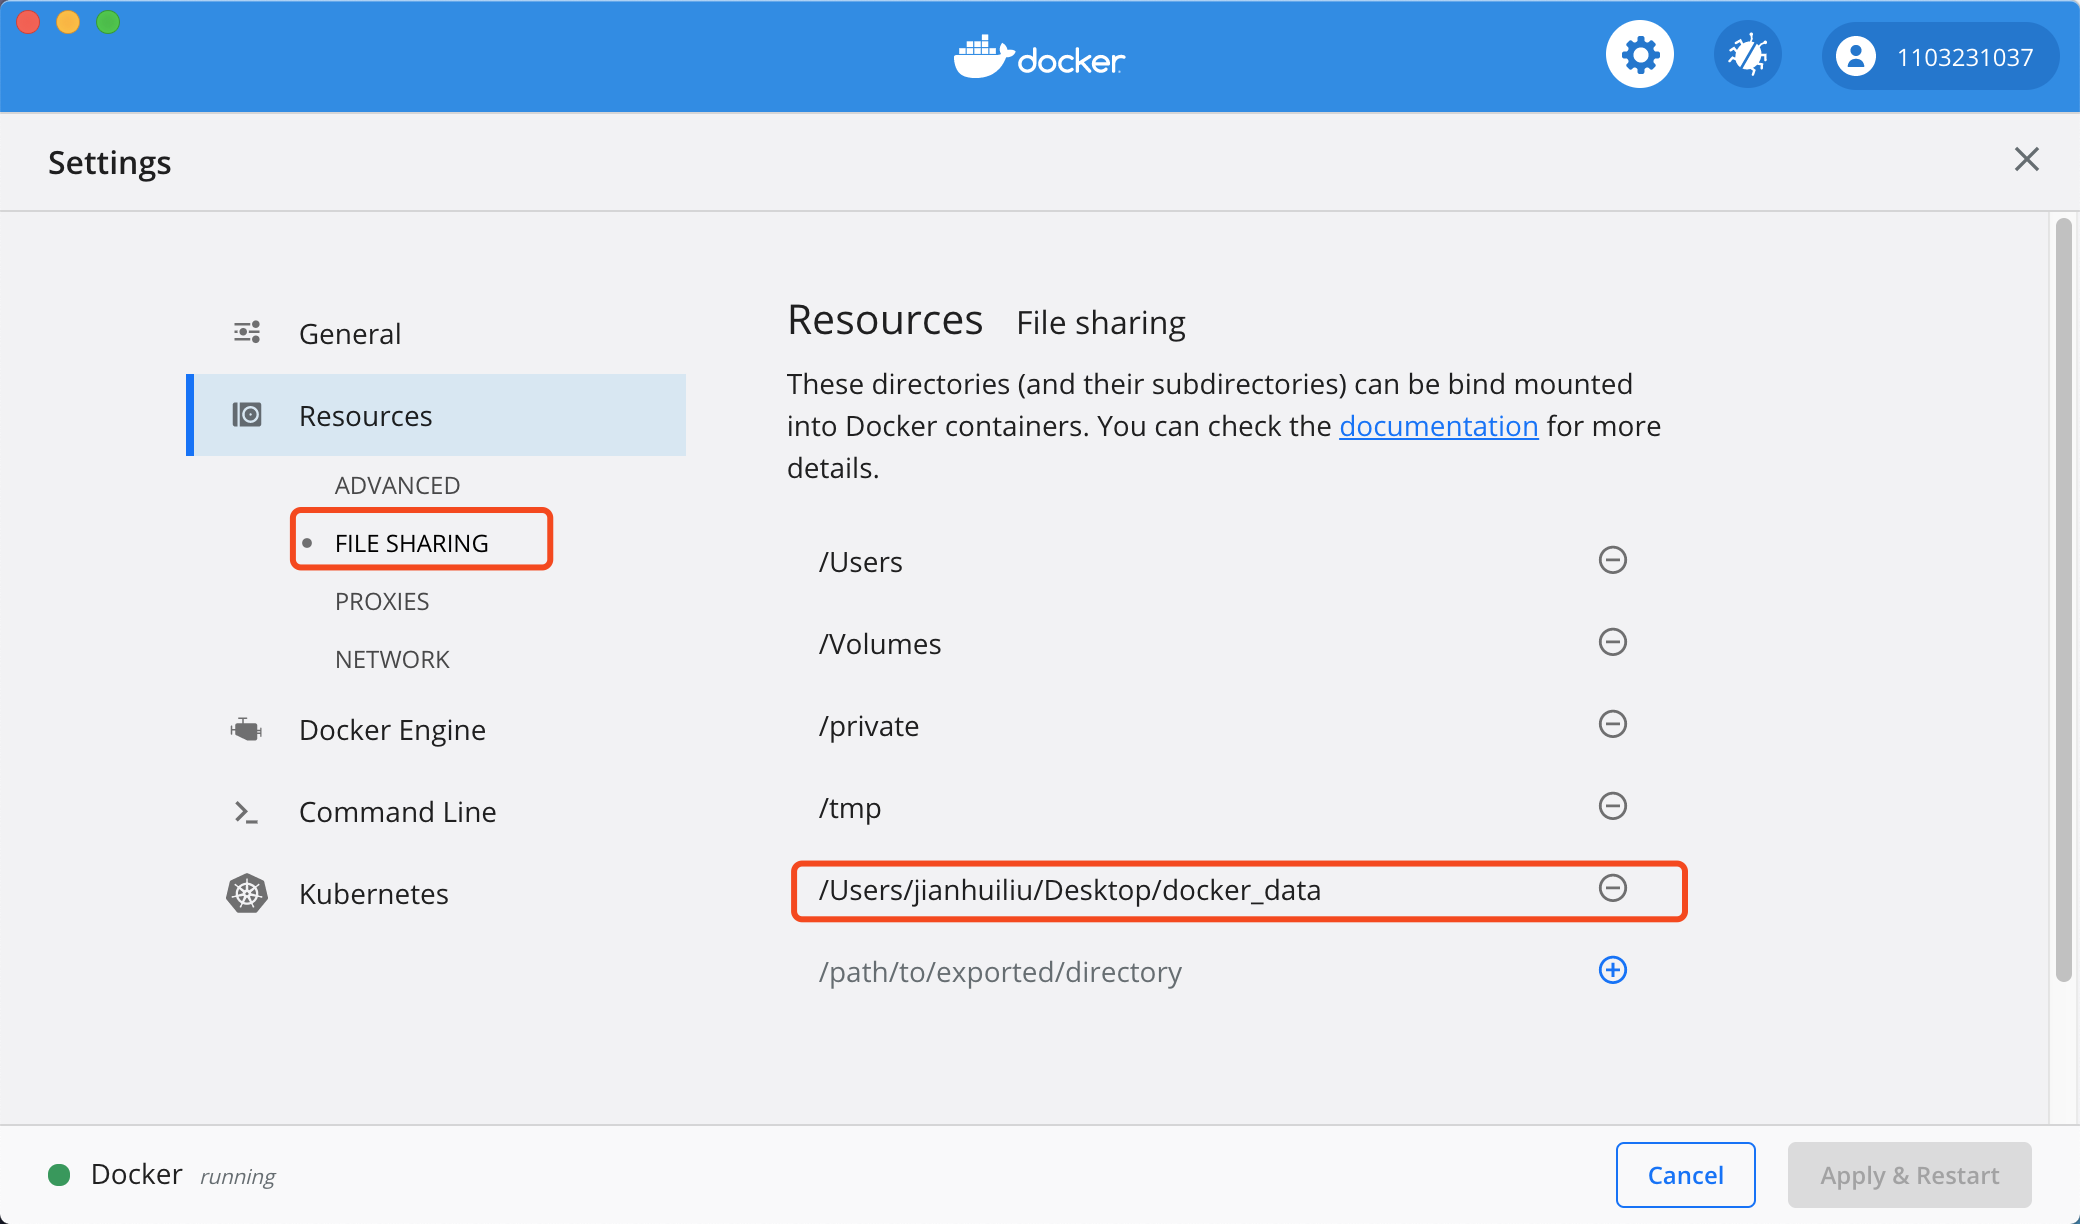 docker
1103231037
Settings
General
Resources
ADVANCED
FILE SHARING
PROXIES
NETWORK
Docker Engine
Command Line
Kubernetes
Resources File sharing
These directories (and their subdirectories) can be bind mounted
into Docker containers. You can check the documentation for more
details.
/Users
/Volumes
/private
/tmp
/Users/jianhuiliu/Desktop/docker_data
/path/to/exported/directory
Docker running
Cancel
Apply & Restart